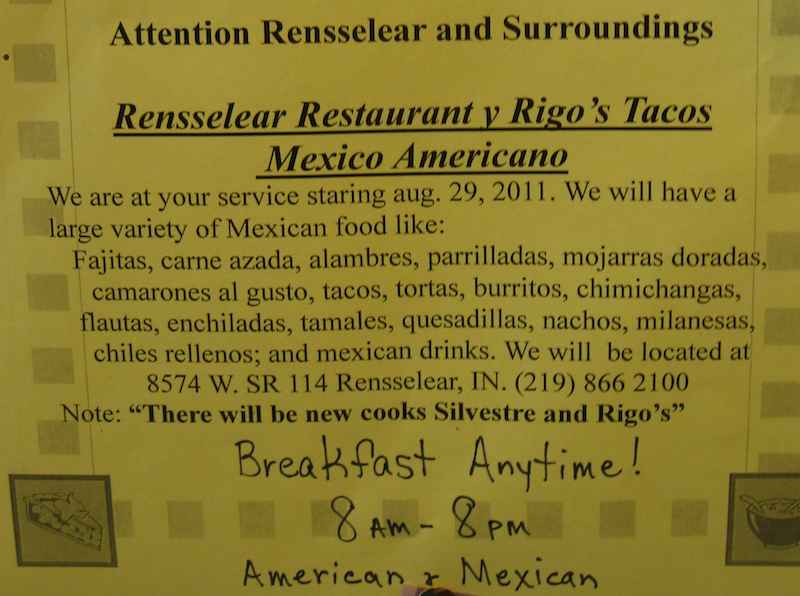 Attention Rensselear and Surroundings
Rensselear Restaurant y Rigo's Tacos
Mexico Americano
We are at your service staring aug. 29, 2011. We will have a
large variety of Mexican food like:
Fajitas, carne azada, alambres, parrilladas, mojarras doradas,
camarones al gusto, tacos, tortas, burritos, chimichangas,
flautas, enchiladas, tamales, quesadillas, nachos, milanesas,
chiles rellenos; and mexican drinks. We will be located at
8574 W. SR 114 Rensselear, IN. (219) 866 2100
Note: “There will be new cooks Silvestre and Rigo's”
Breakfast Anytime!
8 AM - 8 PM
American & Mexican